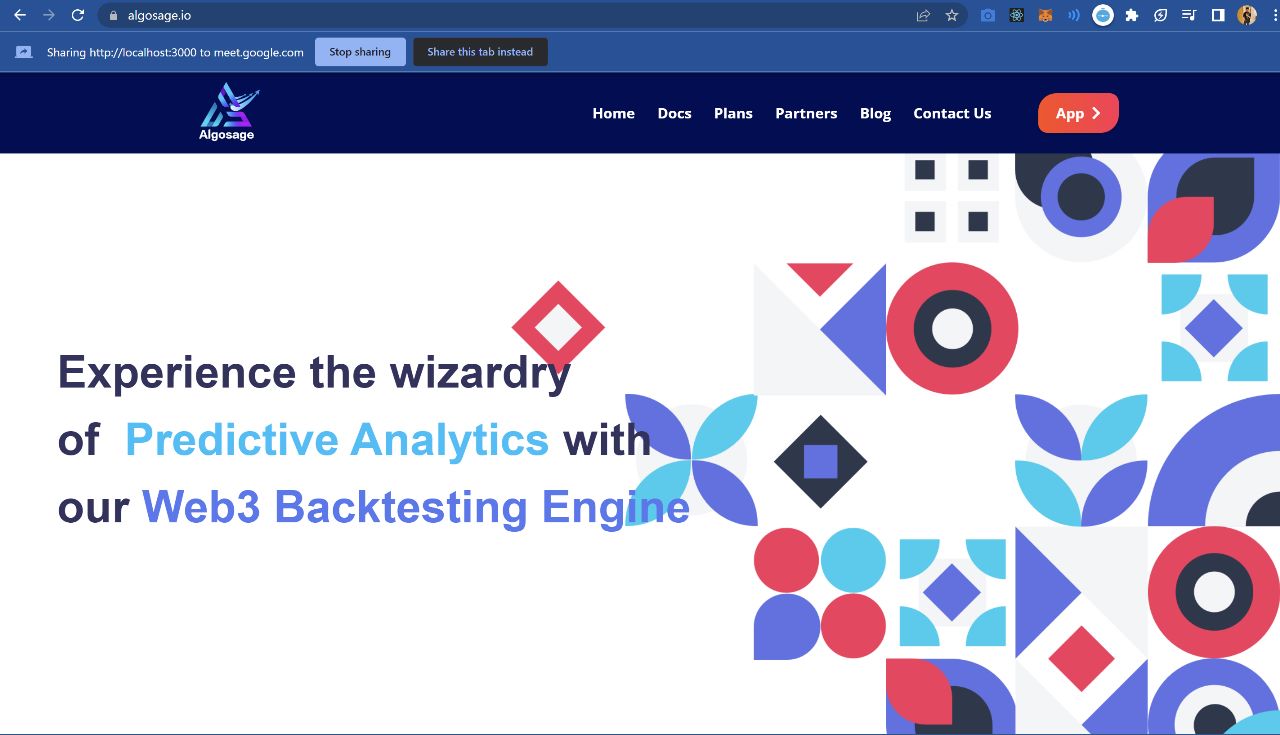 algosage.io
Sharing http://localhost:3000 to meet.google.com Stop sharing Share this tab instead
Algosage
Home Docs Plans Partners Blog Contact Us App
Experience the wizardry
of Predictive Analytics with
our Web3 Backtesting Engine